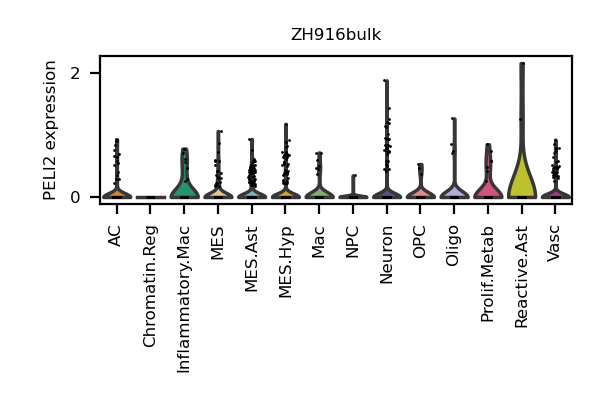 ZH916bulk
PELI2 expression
2
0
AC
Chromatin.Reg
Inflammatory.Mac
MES
MES.Ast
MES.Hyp
Mac
NPC
Neuron
OPC
Oligo
Prolif.Metab
Reactive.Ast
Vasc